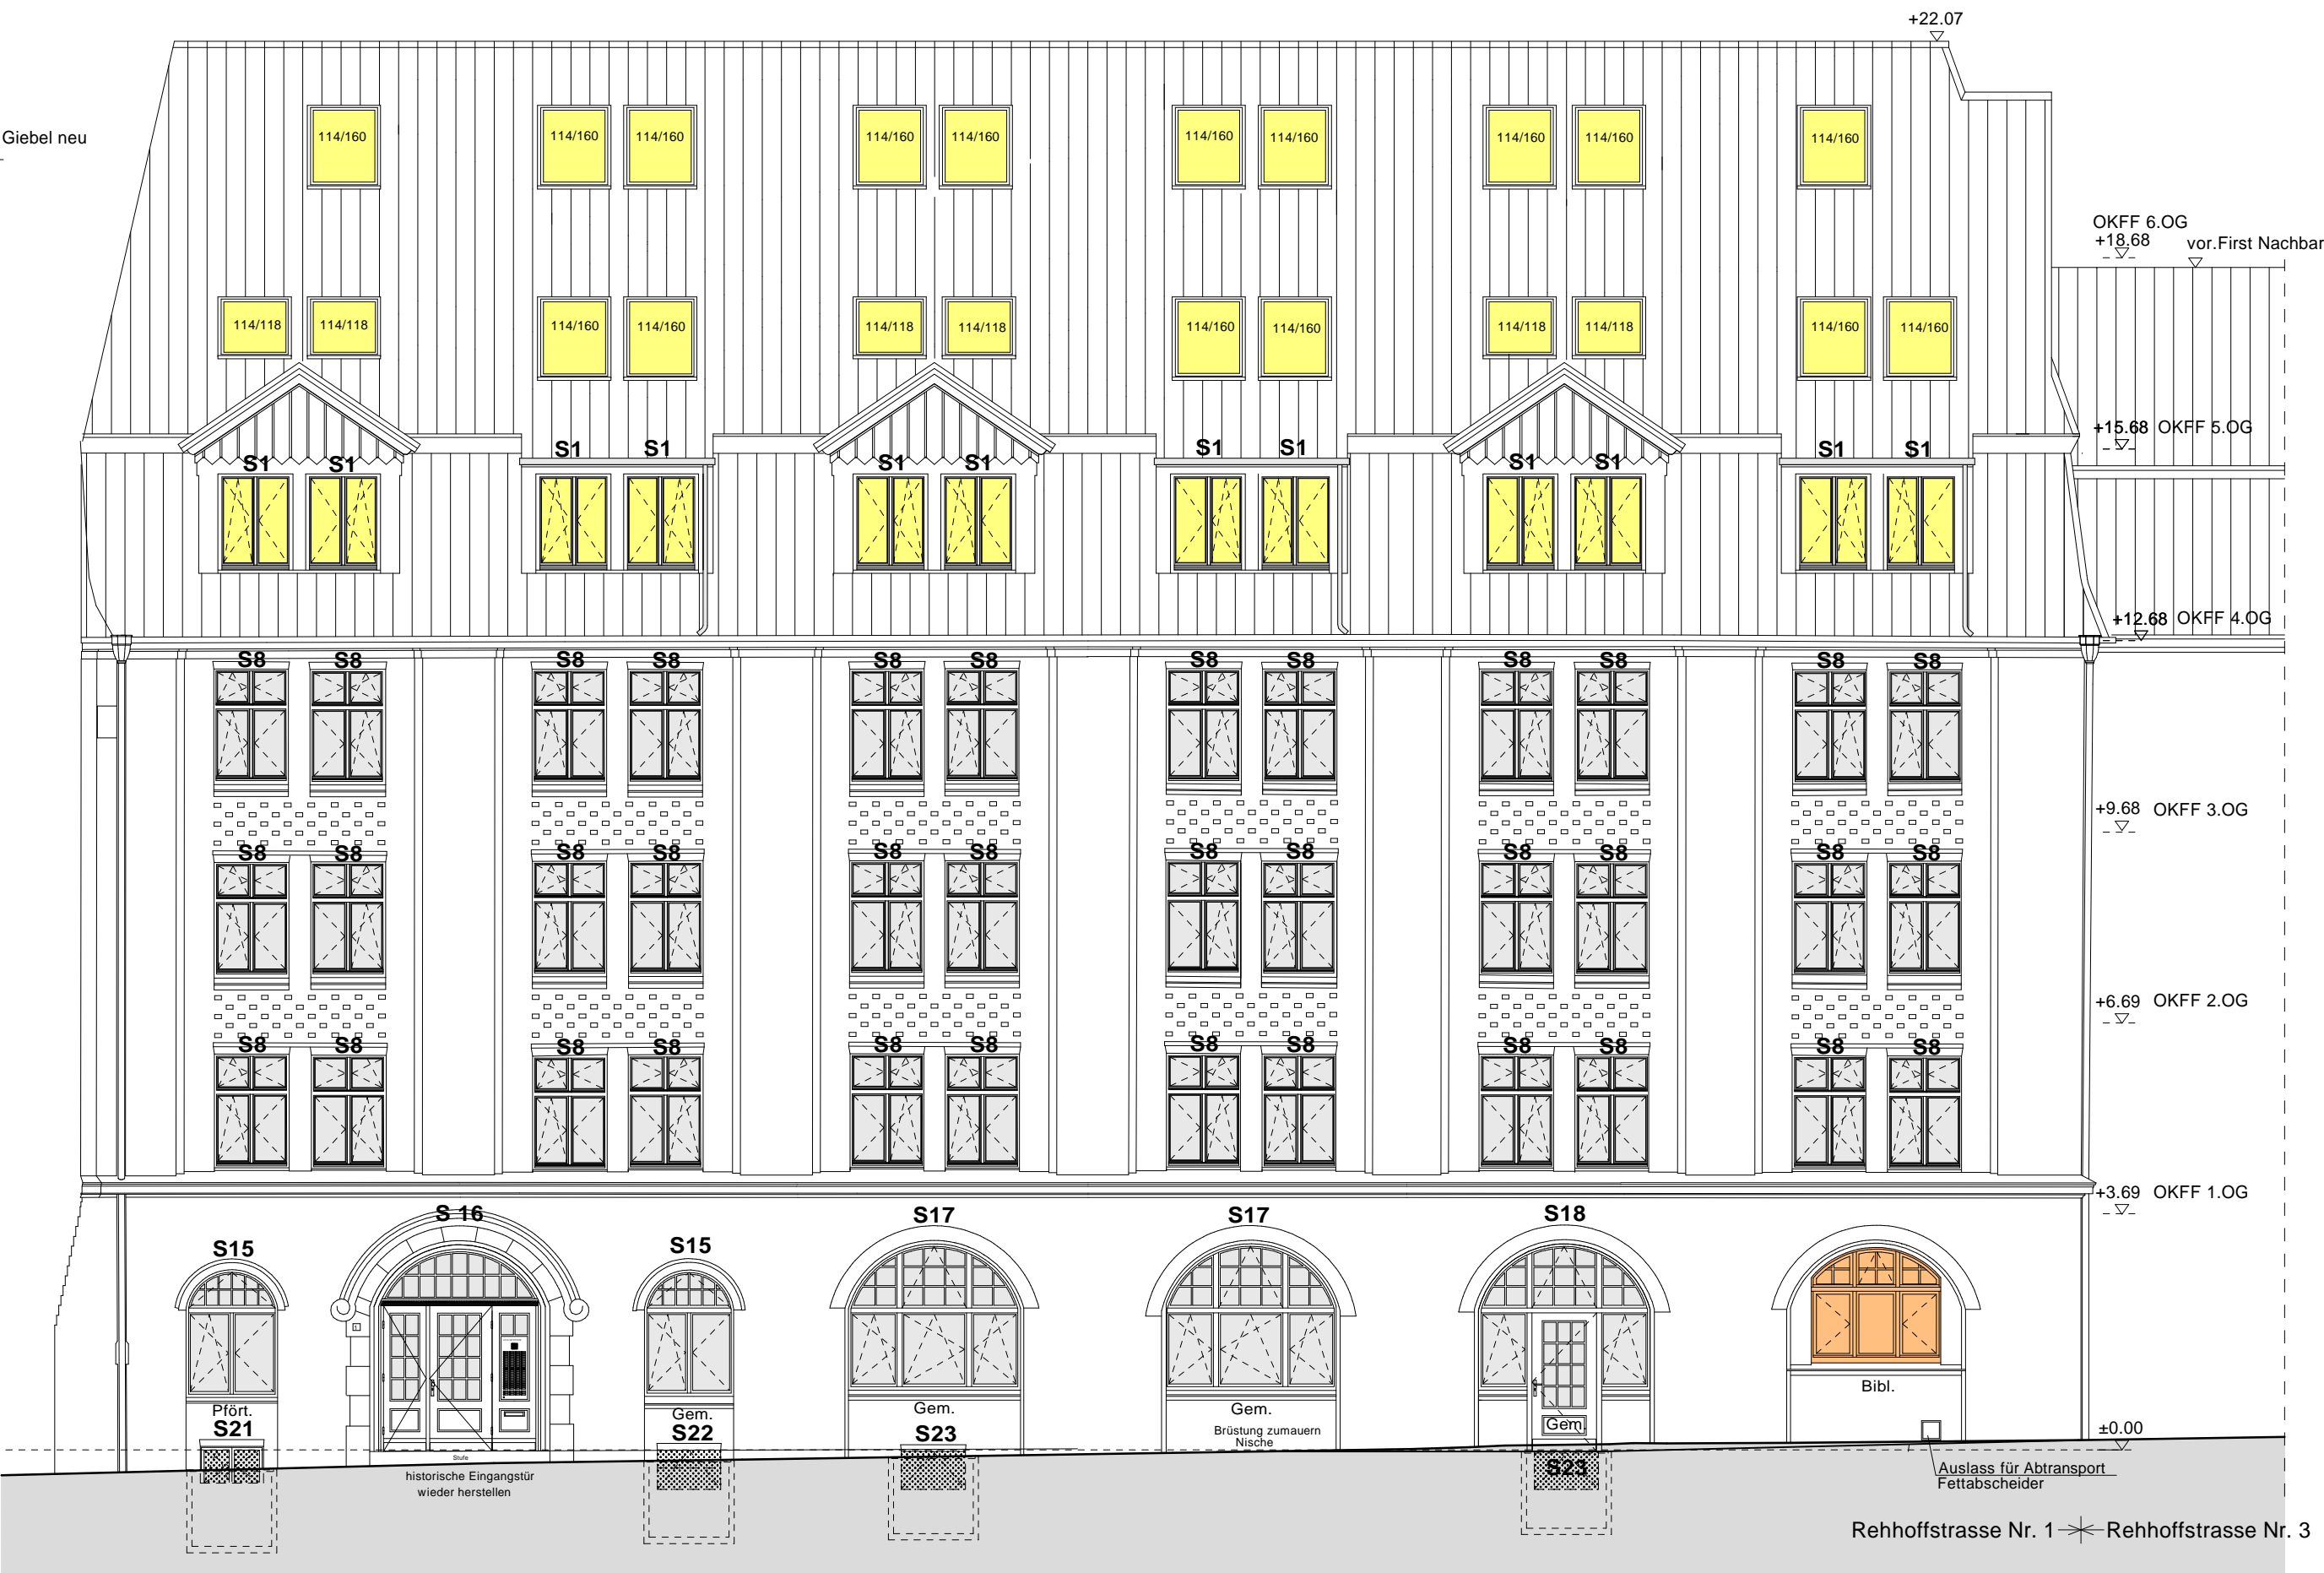 +22.07
Giebel neu
114/160 114/160 114/160 114/160 114/160 114/160 114/160 114/160 114/160 114/160
OKFF 6.OG
+18.68
vor.First Nachbar
114/118 114/118 114/160 114/160 114/118 114/118 114/160 114/160 114/118 114/118 114/160 114/160
+15.68 OKFF 5.OG
S1 S1 S1 S1 S1 S1 S1 S1 S1 S1 S1 S1
+12.68 OKFF 4.OG
S8 S8 S8 S8 S8 S8 S8 S8 S8 S8 S8 S8
+9.68 OKFF 3.OG
S8 S8 S8 S8 S8 S8 S8 S8 S8 S8 S8 S8
+6.69 OKFF 2.OG
S8 S8 S8 S8 S8 S8 S8 S8 S8 S8 S8 S8
+3.69 OKFF 1.OG
S15 S 16 S15 S17 S17 S18
Pfört.
S21
Gem.
S22
Gem.
S23
Gem.
Brüstung zumauern
Nische
Gem.
S23
Bibl.
±0.00
Stufe
historische Eingangstür
wieder herstellen
Auslass für Abtransport
Fettabscheider
Rehhoffstrasse Nr. 1 Rehhoffstrasse Nr. 3